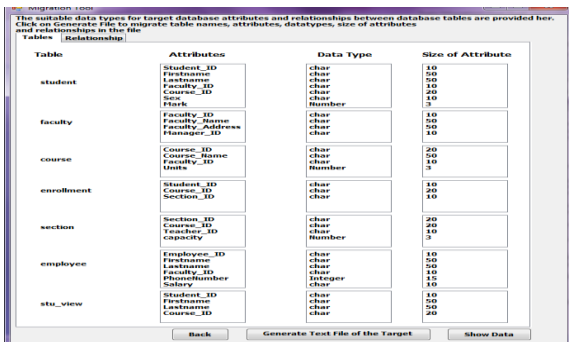 Migration Tool
The suitable data types for target database attributes and relationships between database tables are provided her.
Click on Generate File to migrate table names, attributes, datatypes, size of attributes
and relationships in the file
Tables Relationship
Table Attributes Data Type Size of Attribute
student
Student_ID char 10
Firstname char 50
Lastname char 50
Faculty_ID char 10
Course_ID char 20
Sex char 10
Mark Number 3
faculty
Faculty_ID char 10
Faculty_Name char 50
Faculty_Address char 50
Manager_ID char 10
course
Course_ID char 20
Course_Name char 50
Faculty_ID char 10
Units Number 3
enrollment
Student_ID char 10
Course_ID char 20
Section_ID char 10
section
Section_ID char 20
Course_ID char 20
Teacher_ID char 10
capacity Number 3
employee
Employee_ID char 10
Firstname char 50
Lastname char 50
Faculty_ID char 10
PhoneNumber Integer 15
Salary char 10
stu_view
Student_ID char 10
Firstname char 50
Lastname char 50
Course_ID char 20
Back Generate Text File of the Target Show Data